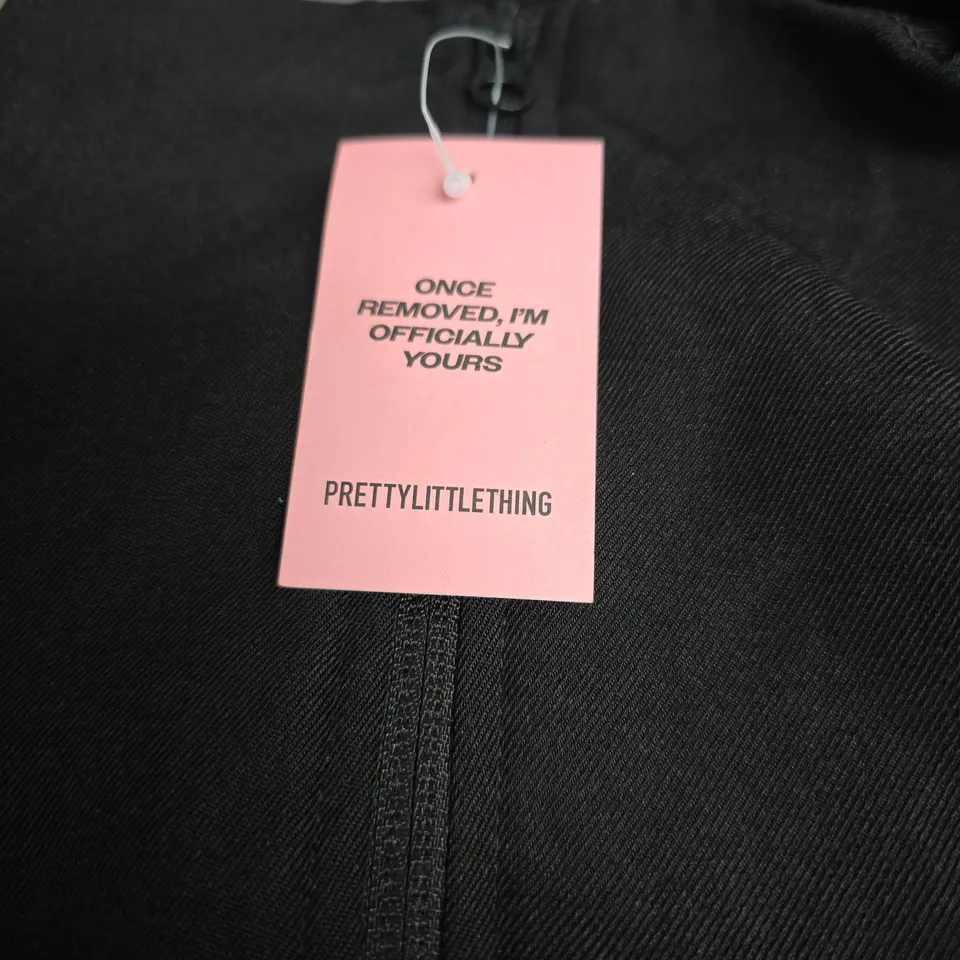 ONCE
REMOVED, I'M
OFFICIALLY
YOURS
PRETTYLITTLETHING